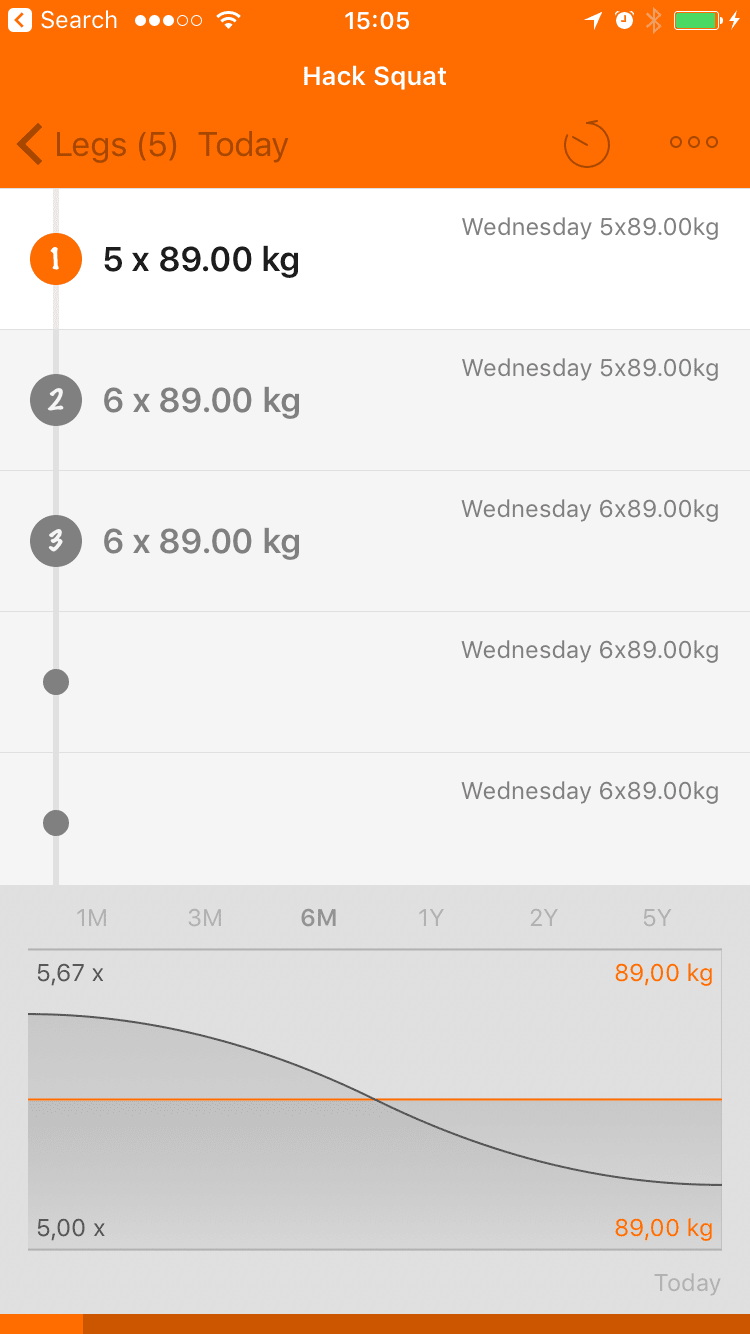 Search 15:05
Hack Squat
Legs (5) Today
Wednesday 5x89.00kg
1 5 x 89.00 kg
Wednesday 5x89.00kg
2 6 x 89.00 kg
Wednesday 6x89.00kg
3 6 x 89.00 kg
Wednesday 6x89.00kg
Wednesday 6x89.00kg
1M 3M 6M 1Y 2Y 5Y
5,67 x 89,00 kg
5,00 x 89,00 kg
Today